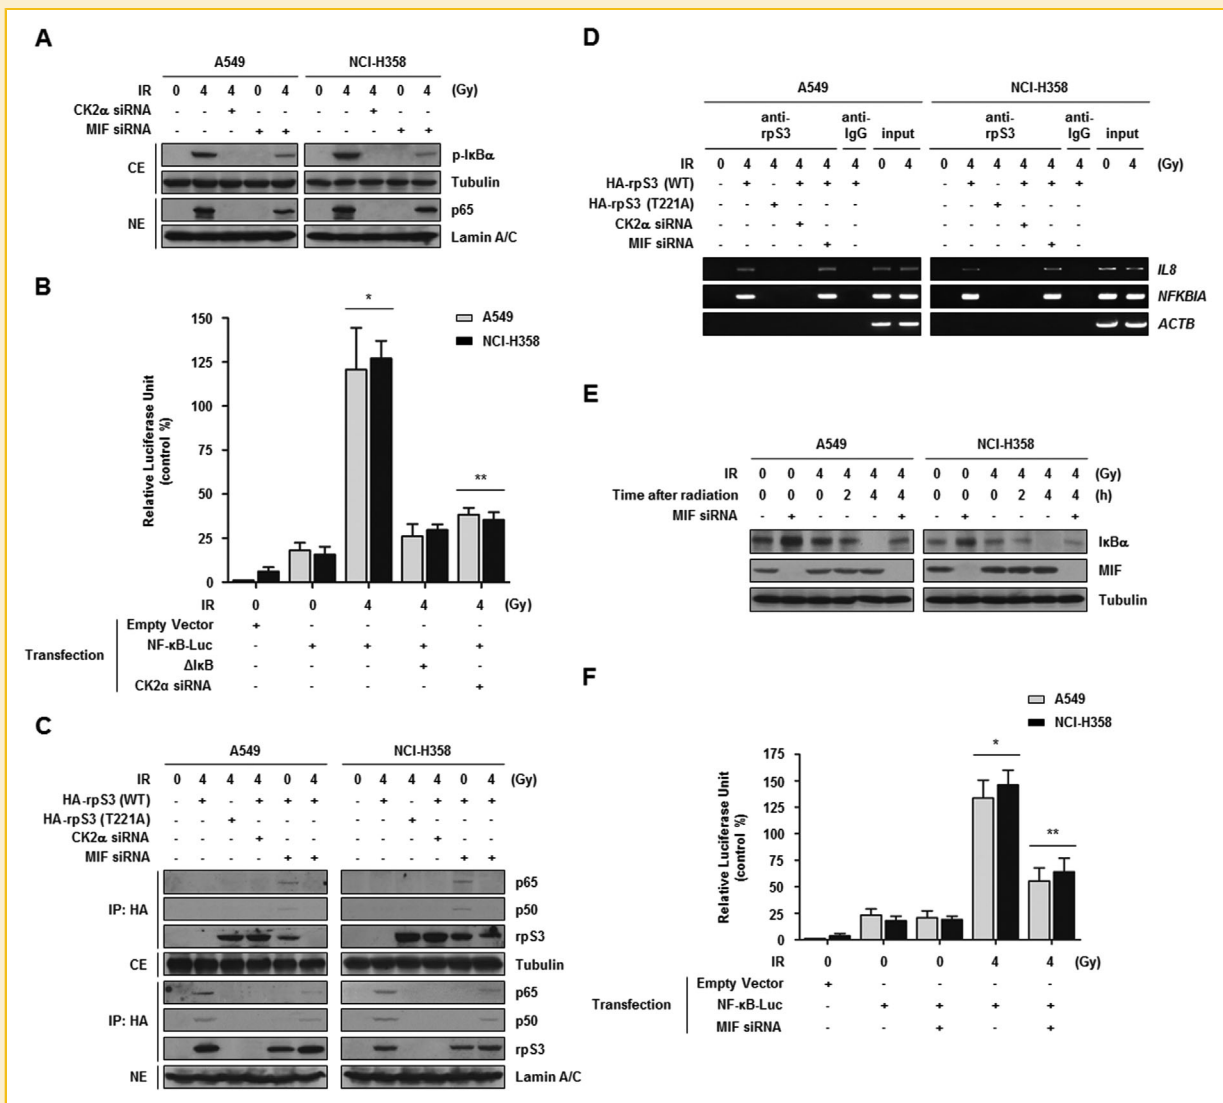 A
A549 NCI-H358
IR 0 4 4 0 4 0 4 4 0 4 (Gy)
CK2α siRNA - - + - - - - + - -
MIF siRNA - - - + + - - - + +
CE p-IκBα
Tubulin
NE p65
Lamin A/C
B
150
125
100
75
50
25
0
Relative Luciferase Unit
(control %)
* **
A549
NCI-H358
IR 0 0 4 4 4 (Gy)
Transfection
Empty Vector + - - - -
NF-κB-Luc - + + + +
ΔIκB - - - + -
CK2α siRNA - - - - +
C
A549 NCI-H358
IR 0 4 4 4 0 4 0 4 4 4 0 4 (Gy)
HA-rpS3 (WT) - + - + + + - + - + + +
HA-rpS3 (T221A) - - + - - - - - + - - -
CK2α siRNA - - - + - - - - - + - -
MIF siRNA - - - - + + - - - - + +
IP: HA p65
p50
rpS3
CE Tubulin
IP: HA p65
p50
rpS3
NE Lamin A/C
D
A549 NCI-H358
anti-rpS3 anti-IgG input anti-rpS3 anti-IgG input
IR 0 4 4 4 4 4 0 4 0 4 4 4 4 4 0 4 (Gy)
HA-rpS3 (WT) - + - + + + - + - + + +
HA-rpS3 (T221A) - - + - - - - - + - - -
CK2α siRNA - - - + - - - - - + - -
MIF siRNA - - - - + - - - - - + -
IL8
NFKBIA
ACTB
E
A549 NCI-H358
IR 0 0 4 4 4 4 0 0 4 4 4 4 (Gy)
Time after radiation 0 0 0 2 4 4 0 0 0 2 4 4 (h)
MIF siRNA - + - - - + - + - - - +
IκBα
MIF
Tubulin
F
A549
NCI-H358
175
150
125
100
75
50
25
0
Relative Luciferase Unit
(control %)
* **
IR 0 0 0 4 4 (Gy)
Transfection
Empty Vector + - - - -
NF-κB-Luc - + + + +
MIF siRNA - - + - +